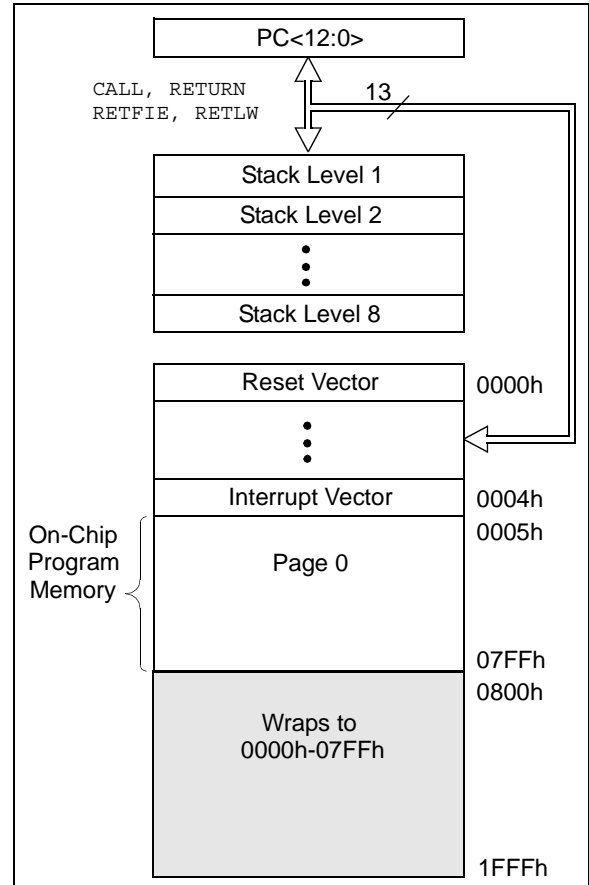 PC<12:0>
CALL, RETURN
RETFIE, RETLW
13
Stack Level 1
Stack Level 2
Stack Level 8
Reset Vector
0000h
Interrupt Vector
0004h
On-Chip
Program
Memory
0005h
Page 0
07FFh
0800h
Wraps to
0000h-07FFh
1FFFh